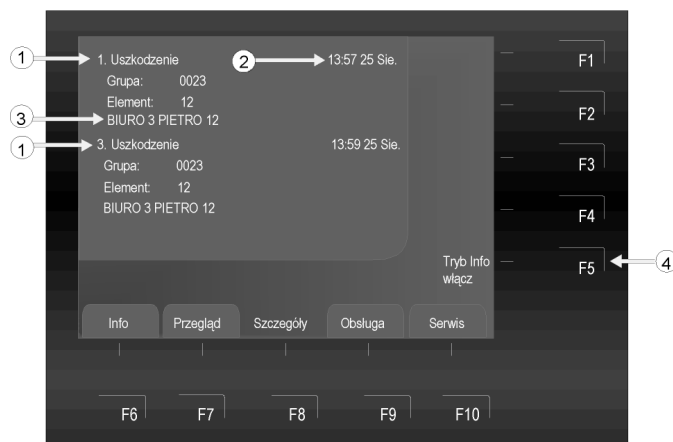 1. Uszkodzenie 2 13:57 25 Sie. F1
1
Grupa: 0023
Element: 12
3 BIURO 3 PIETRO 12 F2
1 3. Uszkodzenie 13:59 25 Sie.
Grupa: 0023 F3
Element: 12
BIURO 3 PIETRO 12 F4
Tryb Info
włącz F5 4
Info Przegląd Szczegóły Obsługa Serwis
F6 F7 F8 F9 F10